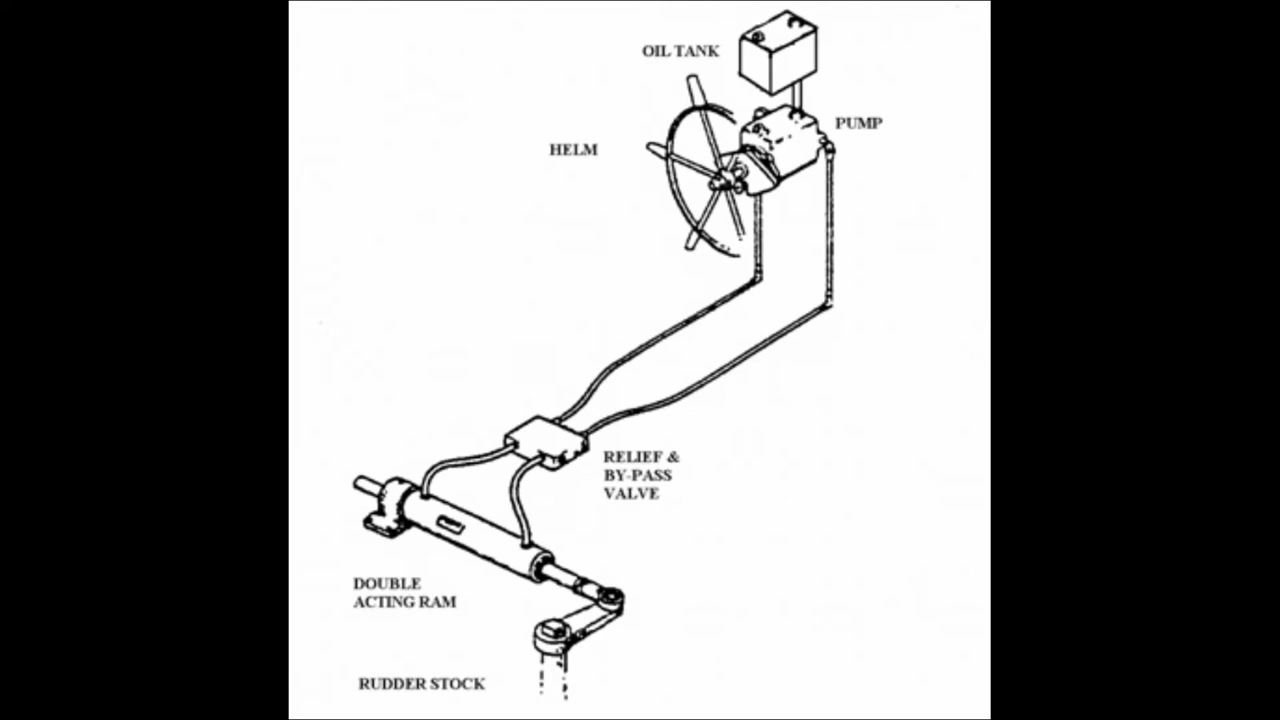 OIL TANK
PUMP
HELM
RELIEF &
BY-PASS
VALVE
DOUBLE
ACTING RAM
RUDDER STOCK